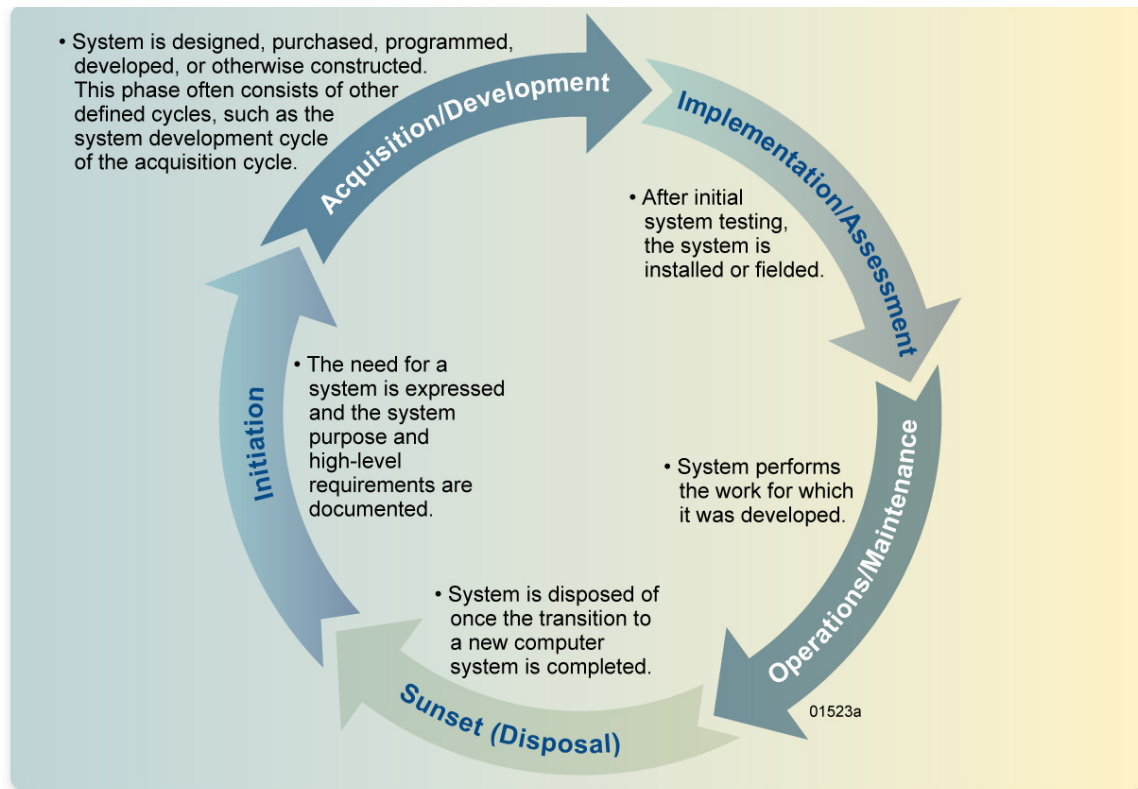 • System is designed, purchased, programmed,
developed, or otherwise constructed.
This phase often consists of other
defined cycles, such as the
system development cycle
of the acquisition cycle.
Acquisition/Development
Implementation/Assessment
• After initial
system testing,
the system is
installed or fielded.
Initiation
• The need for a
system is expressed
and the system
purpose and
high-level
requirements are
documented.
• System performs
the work for which
it was developed.
Operations/Maintenance
• System is disposed of
once the transition to
a new computer
system is completed.
Sunset (Disposal)
01523a